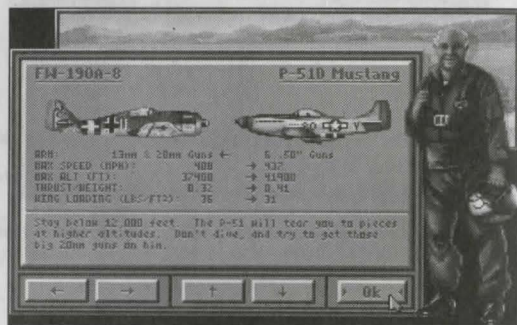 FW-190A-8 P-51D Mustang
ARM: 13mm & 20mm Guns ← 6 .50" Guns
MAX SPEED (MPH): 408 → 437
MAX ALT (FT): 37400 → 41900
THRUST/WEIGHT: 0.32 → 0.41
WING LOADING (LBS/FT²): 36 → 31
Stay below 12,000 feet. The P-51 will tear you to pieces
at higher altitudes. Don't dive, and try to get those
big 20mm guns on him.
← → ↑ ↓ Ok